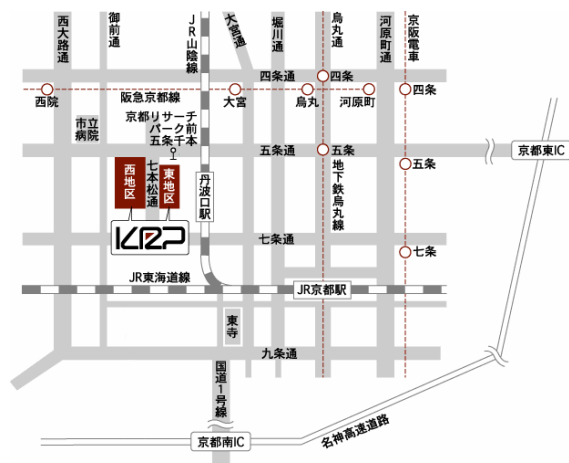 西大路通
御前通
JR山陰線
大宮通
堀川通
烏丸通
河原町通
京阪電車
四条通
四条
西院
阪急京都線
大宮
烏丸
河原町
四条
市立
病院
京都リサーチ
パーク前
五条千本
五条通
五条
五条
京都東IC
西地区
七本松通
東地区
丹波口駅
地下鉄烏丸線
KRP
七条通
七条
JR東海道線
JR京都駅
東寺
九条通
国道1号線
名神高速道路
京都南IC